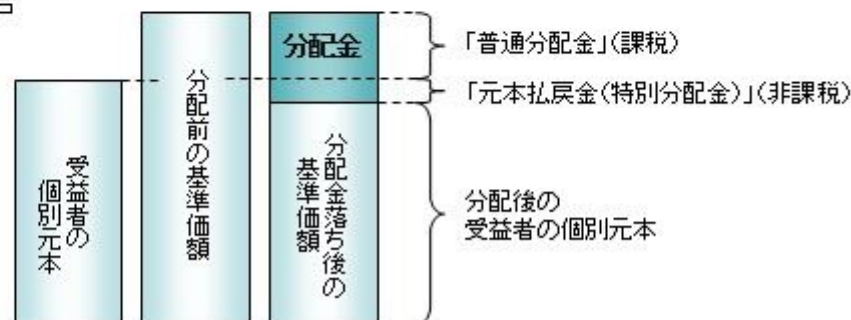 分配金
「普通分配金」(課税)
「元本払戻金(特別分配金)」(非課税)
受益者の
個別元本
分配前の基準価額
分配金落ち後の
基準価額
分配後の
受益者の個別元本